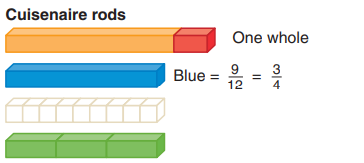 Cuisenaire rods
One whole
Blue = 9/12 = 3/4